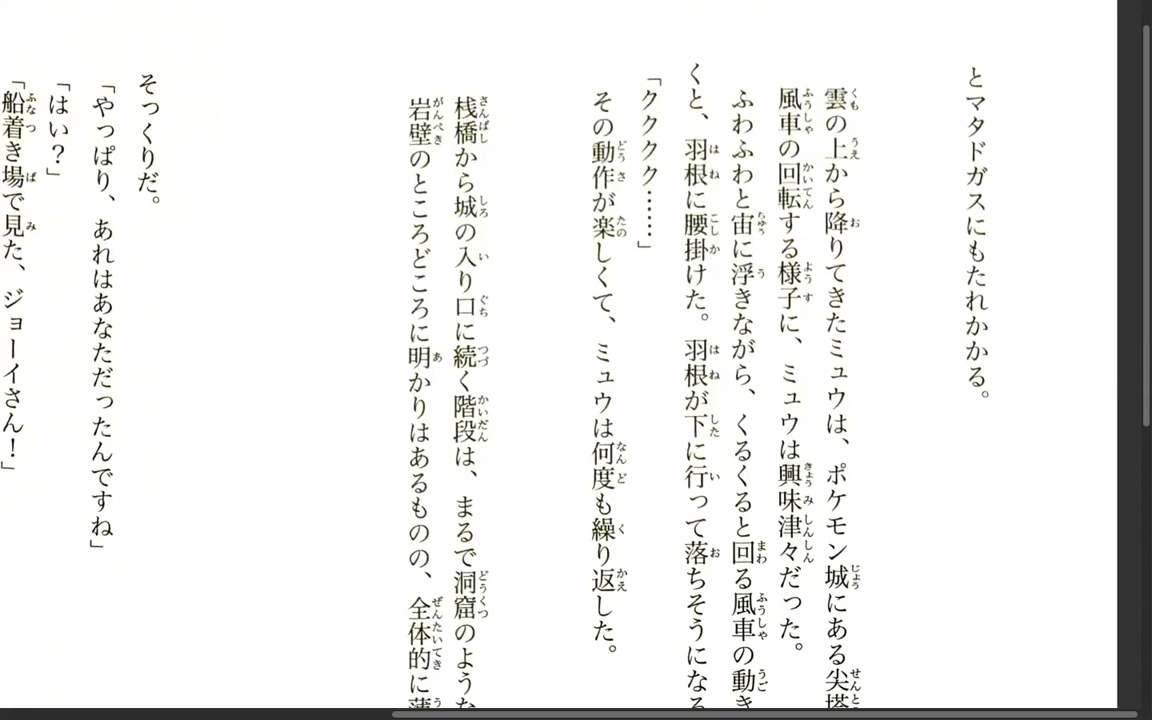 とマタドガスにもたれかかる。
雲の上から降りてきたミュウは、ポケモン城にある尖塔
風車の回転する様子に、ミュウは興味津々だった。
ふわふわと宙に浮きながら、くるくると回る風車の動き
くと、羽根に腰掛けた。羽根が下に行って落ちそうになる
「クククク……」
その動作が楽しくて、ミュウは何度も繰り返した。
桟橋から城の入り口に続く階段は、まるで洞窟のような
岩壁のところどころに明かりはあるものの、全体的に薄
そっくりだ。
「やっぱり、あれはあなただったんですね」
「はい？」
「船着き場で見た、ジョーイさん！」